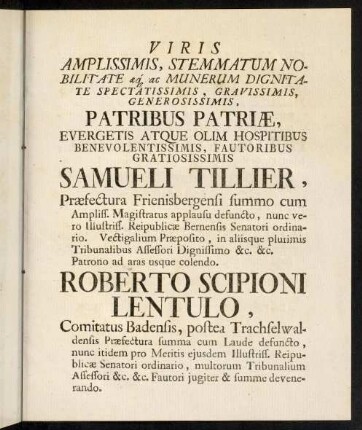 VIRIS
AMPLISSIMIS, STEMMATUM NO-
BILITATE æq; ac MUNERUM DIGNITA-
TE SPECTATISSIMIS, GRAVISSIMIS,
GENEROSISSIMIS,
PATRIBUS PATRIÆ,
EVERGETIS ATQUE OLIM HOSPITIBUS
BENEVOLENTISSIMIS, FAUTORIBUS
GRATIOSISSIMIS
SAMUELI TILLIER,
Præfectura Frienisbergensi summo cum
Ampliss. Magistratus applausu defuncto, nunc ve-
ro Illustriss. Reipublicæ Bernensis Senatori ordina-
rio. Vectigalium Præposito, in aliisque plurimis
Tribunalibus Assessori Dignissimo &c. &c.
Patrono ad aras usque colendo.
ROBERTO SCIPIONI
LENTULO,
Comitatus Badensis, postea Trachselwal-
densis Præfectura summa cum Laude defuncto,
nunc itidem pro Meritis ejusdem Illustriss. Reipu-
blicæ Senatori ordinario, multorum Tribunalium
Assessori &c. &c. Fautori jugiter & summe devene-
rando.